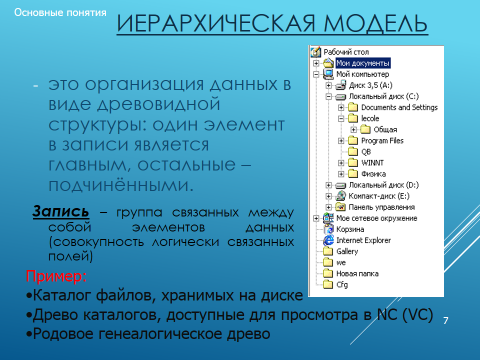 Основные понятия
ИЕРАРХИЧЕСКАЯ МОДЕЛЬ
- это организация данных в
виде древовидной
структуры: один элемент
в записи является
главным, остальные –
подчинёнными.
Запись – группа связанных между
собой элементов данных
(совокупность логически связанных
полей)
Пример:
•Каталог файлов, хранимых на диске
•Древо каталогов, доступные для просмотра в NC (VC)
•Родовое генеалогическое древо
Рабочий стол
Мои документы
Мой компьютер
Диск 3,5 (A:)
Локальный диск (C:)
Documents and Settings
lecole
Общая
Program Files
QB
WINNT
Физика
Локальный диск (D:)
Компакт-диск (E:)
Панель управления
Мое сетевое окружение
Корзина
Internet Explorer
Gallery
we
Новая папка
Cfg
7